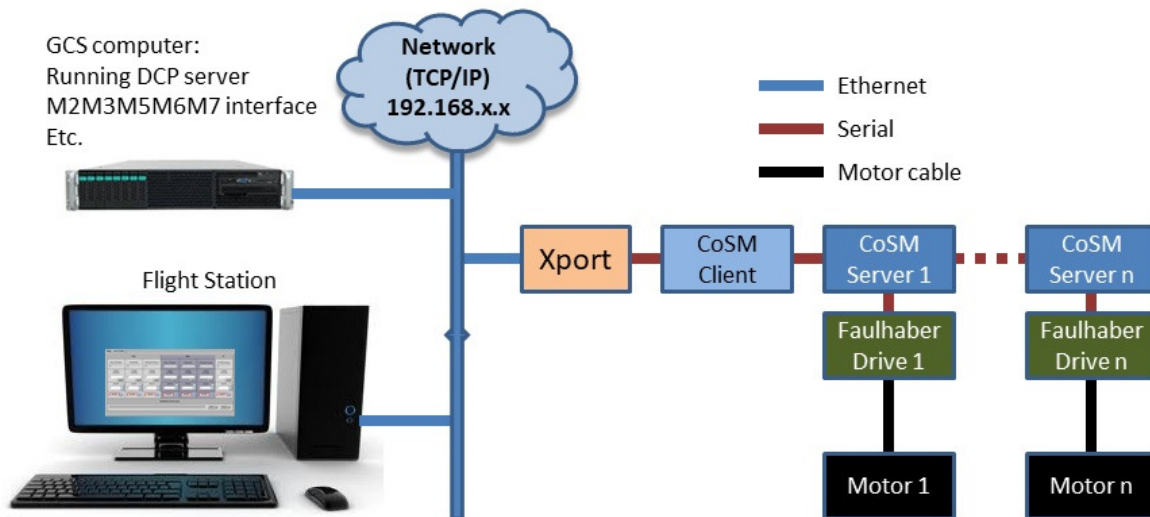 GCS computer:
Running DCP server
M2M3M5M6M7 interface
Etc.
Network
(TCP/IP)
192.168.x.x
Ethernet
Serial
Motor cable
Xport
CoSM
Client
CoSM
Server 1
CoSM
Server n
Flight Station
Faulhaber
Drive 1
Faulhaber
Drive n
Motor 1
Motor n